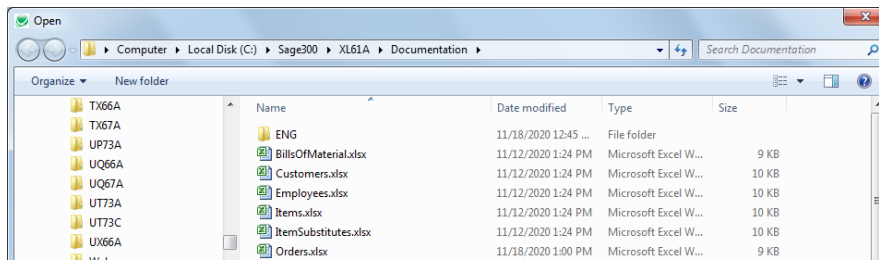 Open
Computer Local Disk (C:) Sage300 XL61A Documentation Search Documentation
Organize New folder
TX66A
TX67A
UP73A
UQ66A
UQ67A
UT73A
UT73C
UX66A
Name Date modified Type Size
ENG 11/18/2020 12:45 ... File folder
BillsOfMaterial.xlsx 11/12/2020 1:24 PM Microsoft Excel W... 9 KB
Customers.xlsx 11/12/2020 1:24 PM Microsoft Excel W... 10 KB
Employees.xlsx 11/12/2020 1:24 PM Microsoft Excel W... 10 KB
Items.xlsx 11/12/2020 1:24 PM Microsoft Excel W... 10 KB
ItemSubstitutes.xlsx 11/12/2020 1:24 PM Microsoft Excel W... 10 KB
Orders.xlsx 11/18/2020 1:00 PM Microsoft Excel W... 9 KB